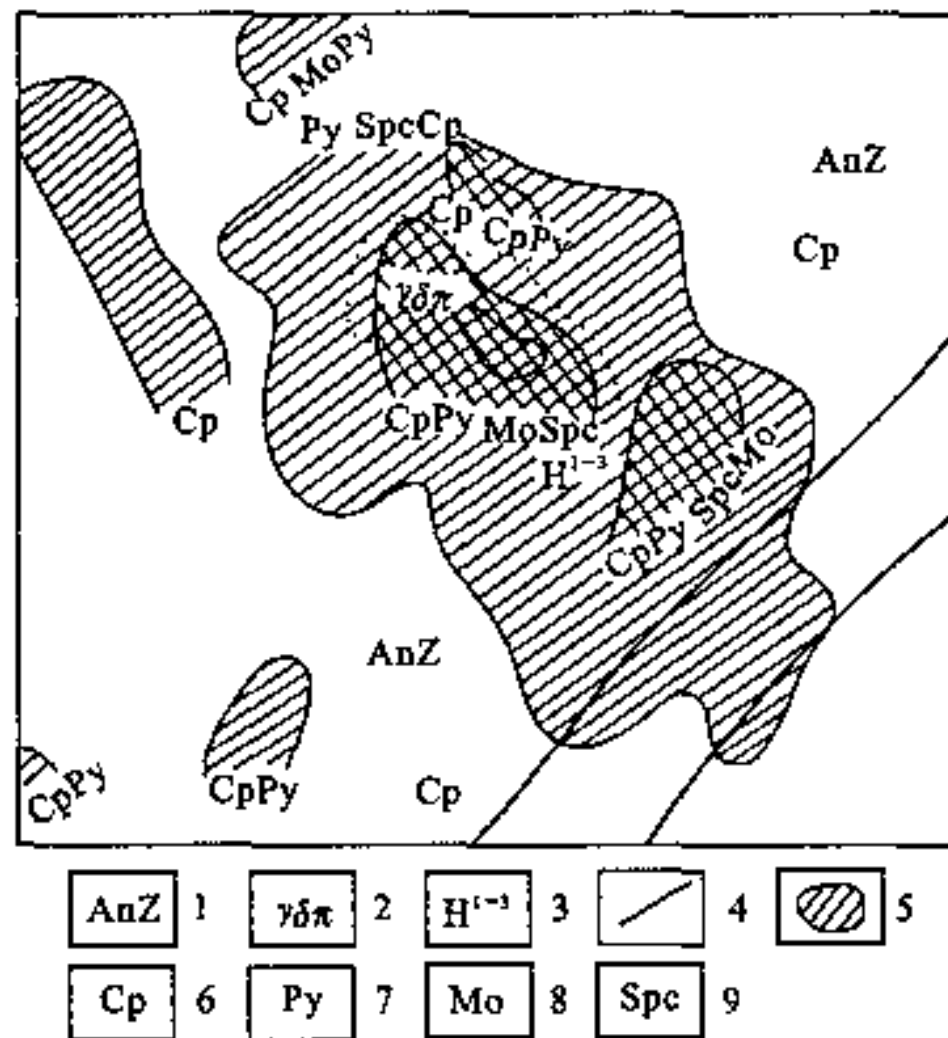 Cp MoPy
Py SpcCp
AnZ
Cp
CpPy
Cp
γδπ
Cp
CpPy
MoSpc
H¹⁻³
CpPy SpcMo
AnZ
CpPy
CpPy
Cp
AnZ 1 γδπ 2 H¹⁻³ 3 4 5
Cp 6 Py 7 Mo 8 Spc 9